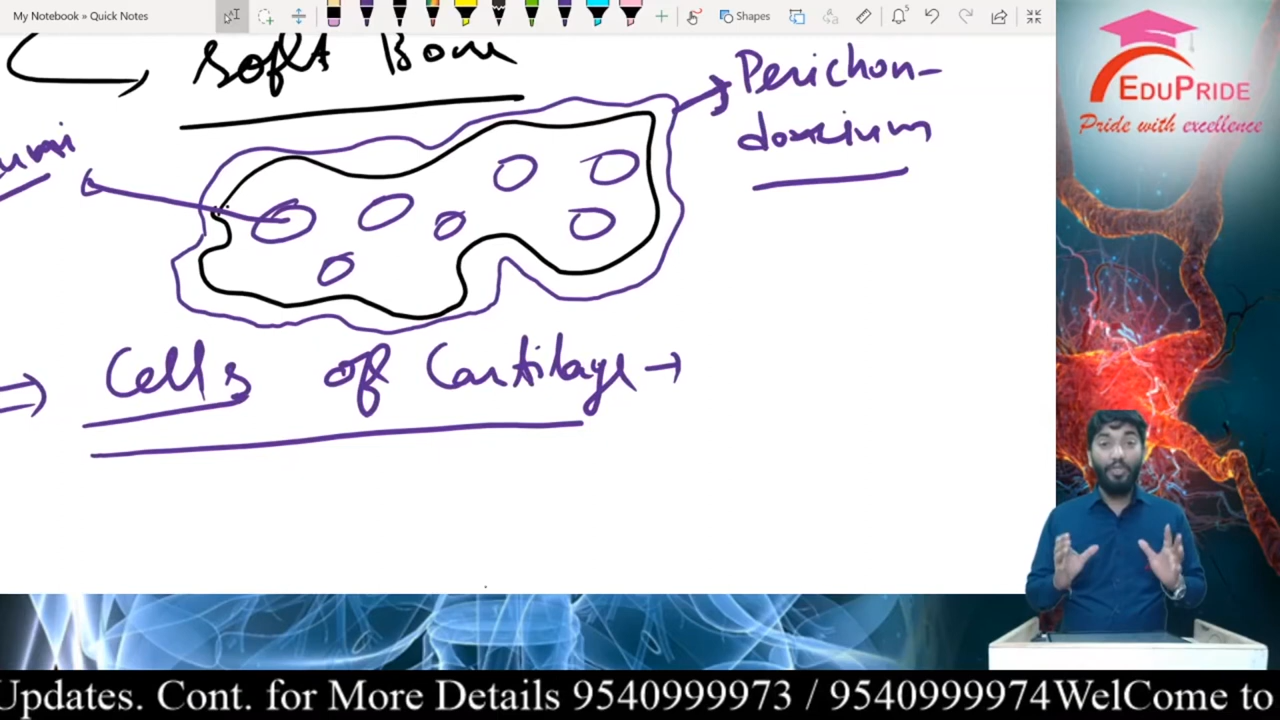 My Notebook » Quick Notes
Shapes
Soft Bone
Perichon-
drium
⇒ Cells of Cartilage →
EDUPRIDE
Pride with excellence
Updates. Cont. for More Details 9540999973 / 9540999974WelCome to